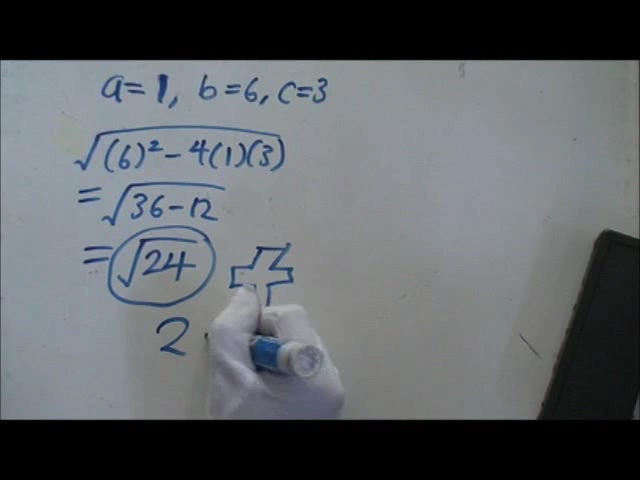 a=1, b=6, c=3
√(6)² - 4(1)(3)
= √36-12
= √24
2